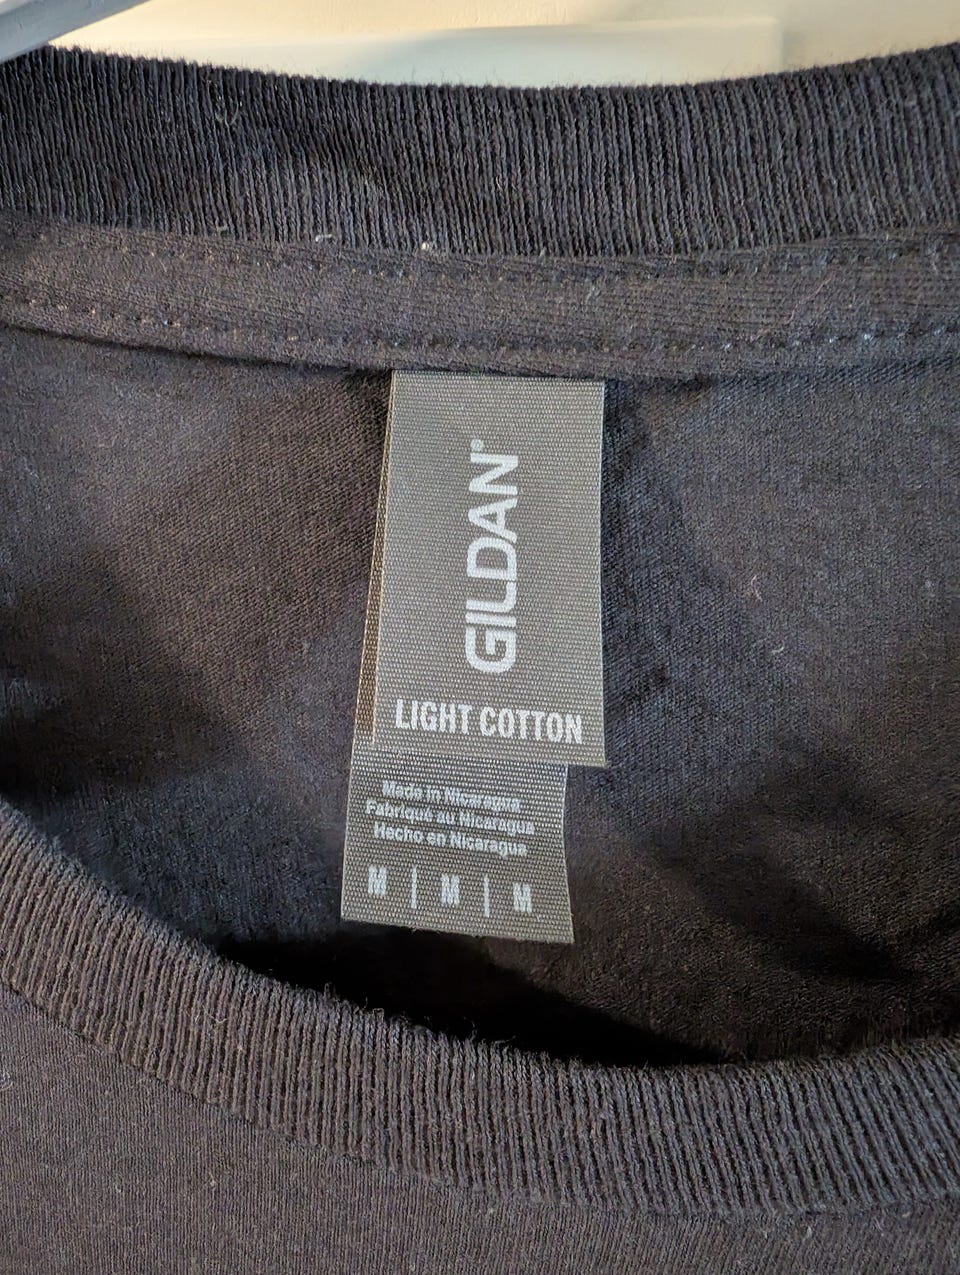 GILDAN®
LIGHT COTTON
Made in Nicaragua
Fabriqué au Nicaragua
Hecho en Nicaragua
M | M | M